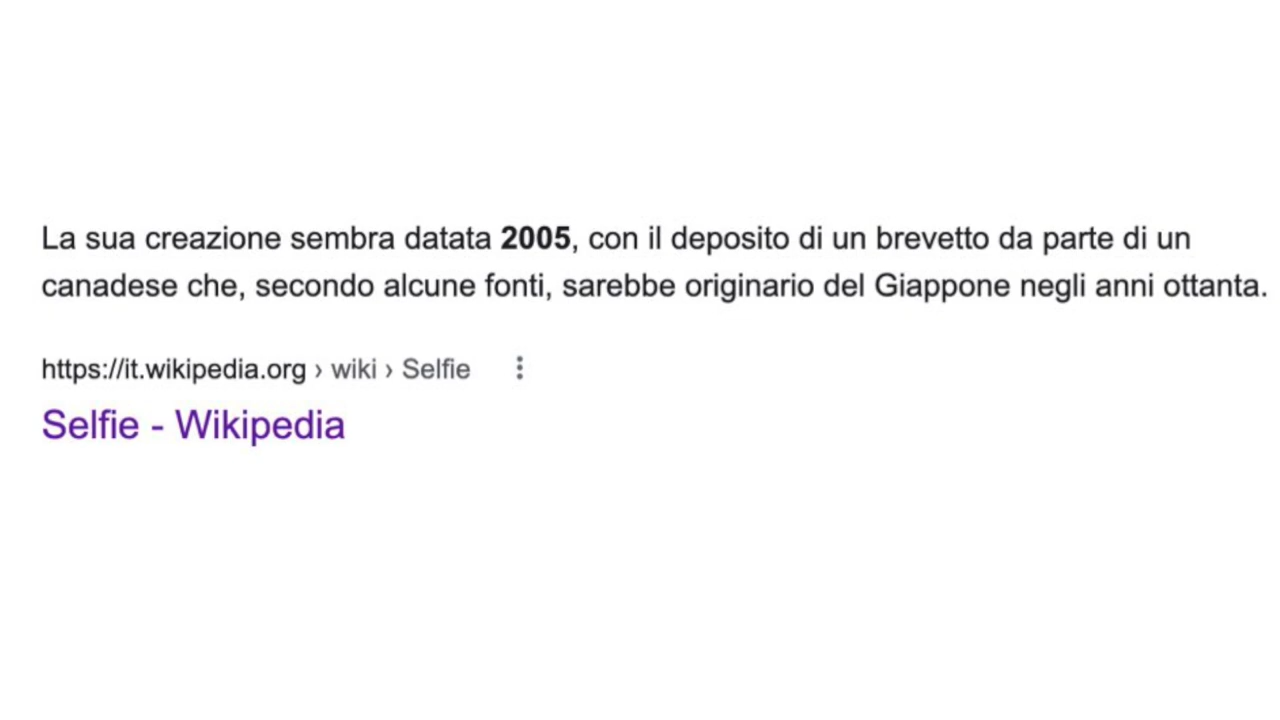 La sua creazione sembra datata 2005, con il deposito di un brevetto da parte di un
canadese che, secondo alcune fonti, sarebbe originario del Giappone negli anni ottanta.
https://it.wikipedia.org › wiki › Selfie
Selfie - Wikipedia